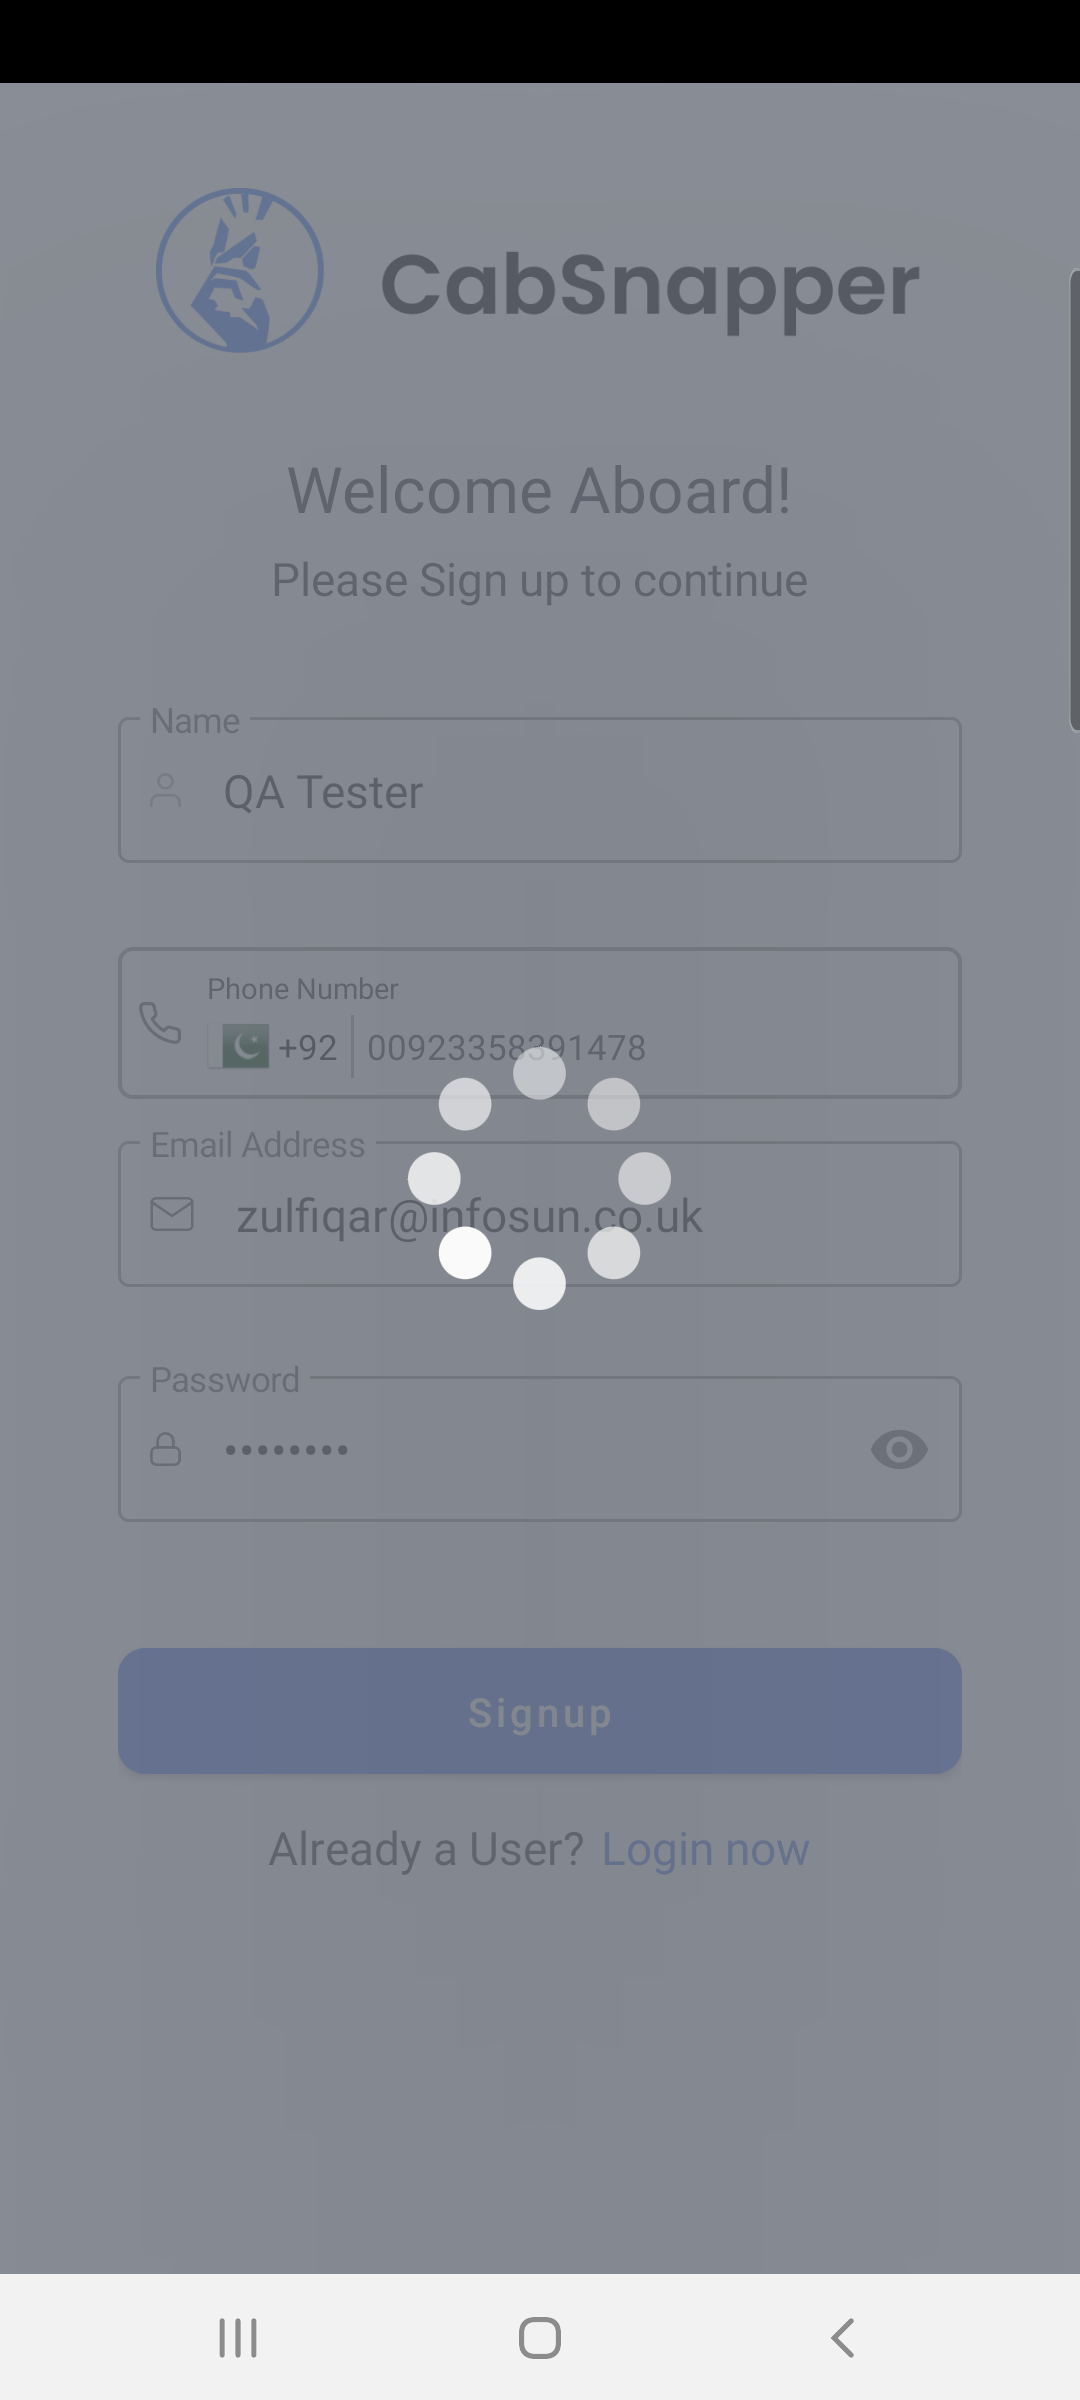 CabSnapper
Welcome Aboard!
Please Sign up to continue
Name
QA Tester
Phone Number
+92 00923358391478
Email Address
zulfiqar@infosun.co.uk
Password
••••••••
Signup
Already a User? Login now